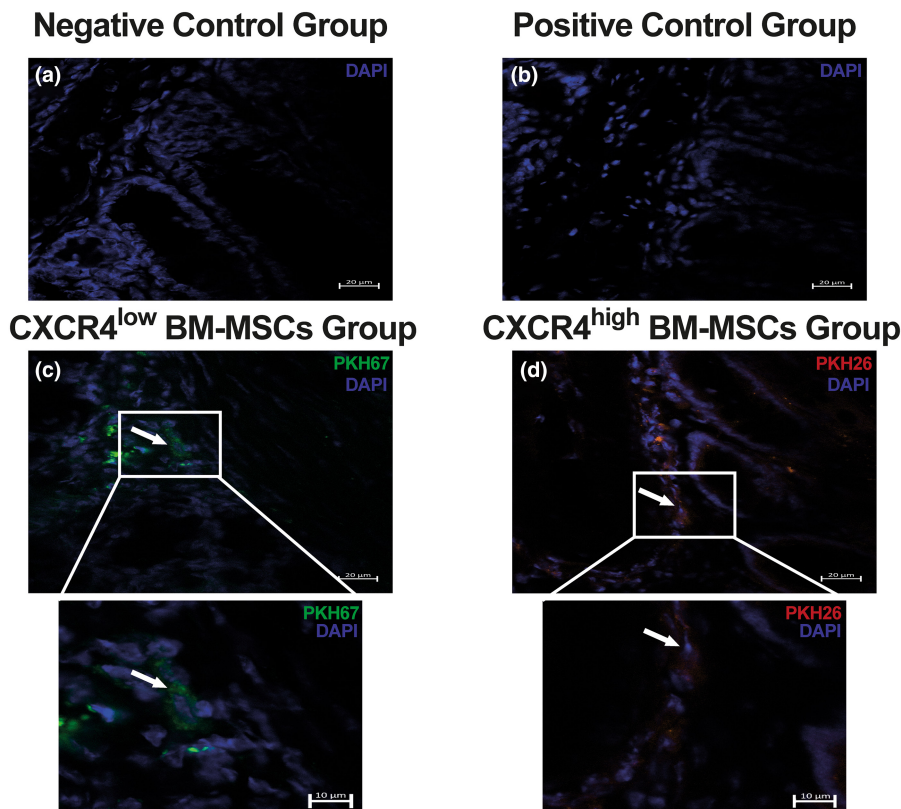 Negative Control Group
Positive Control Group
(a)
DAPI
20 μm
(b)
DAPI
20 μm
CXCR4low BM-MSCs Group
CXCR4high BM-MSCs Group
(c)
PKH67
DAPI
20 μm
(d)
PKH26
DAPI
20 μm
PKH67
DAPI
10 μm
PKH26
DAPI
10 μm